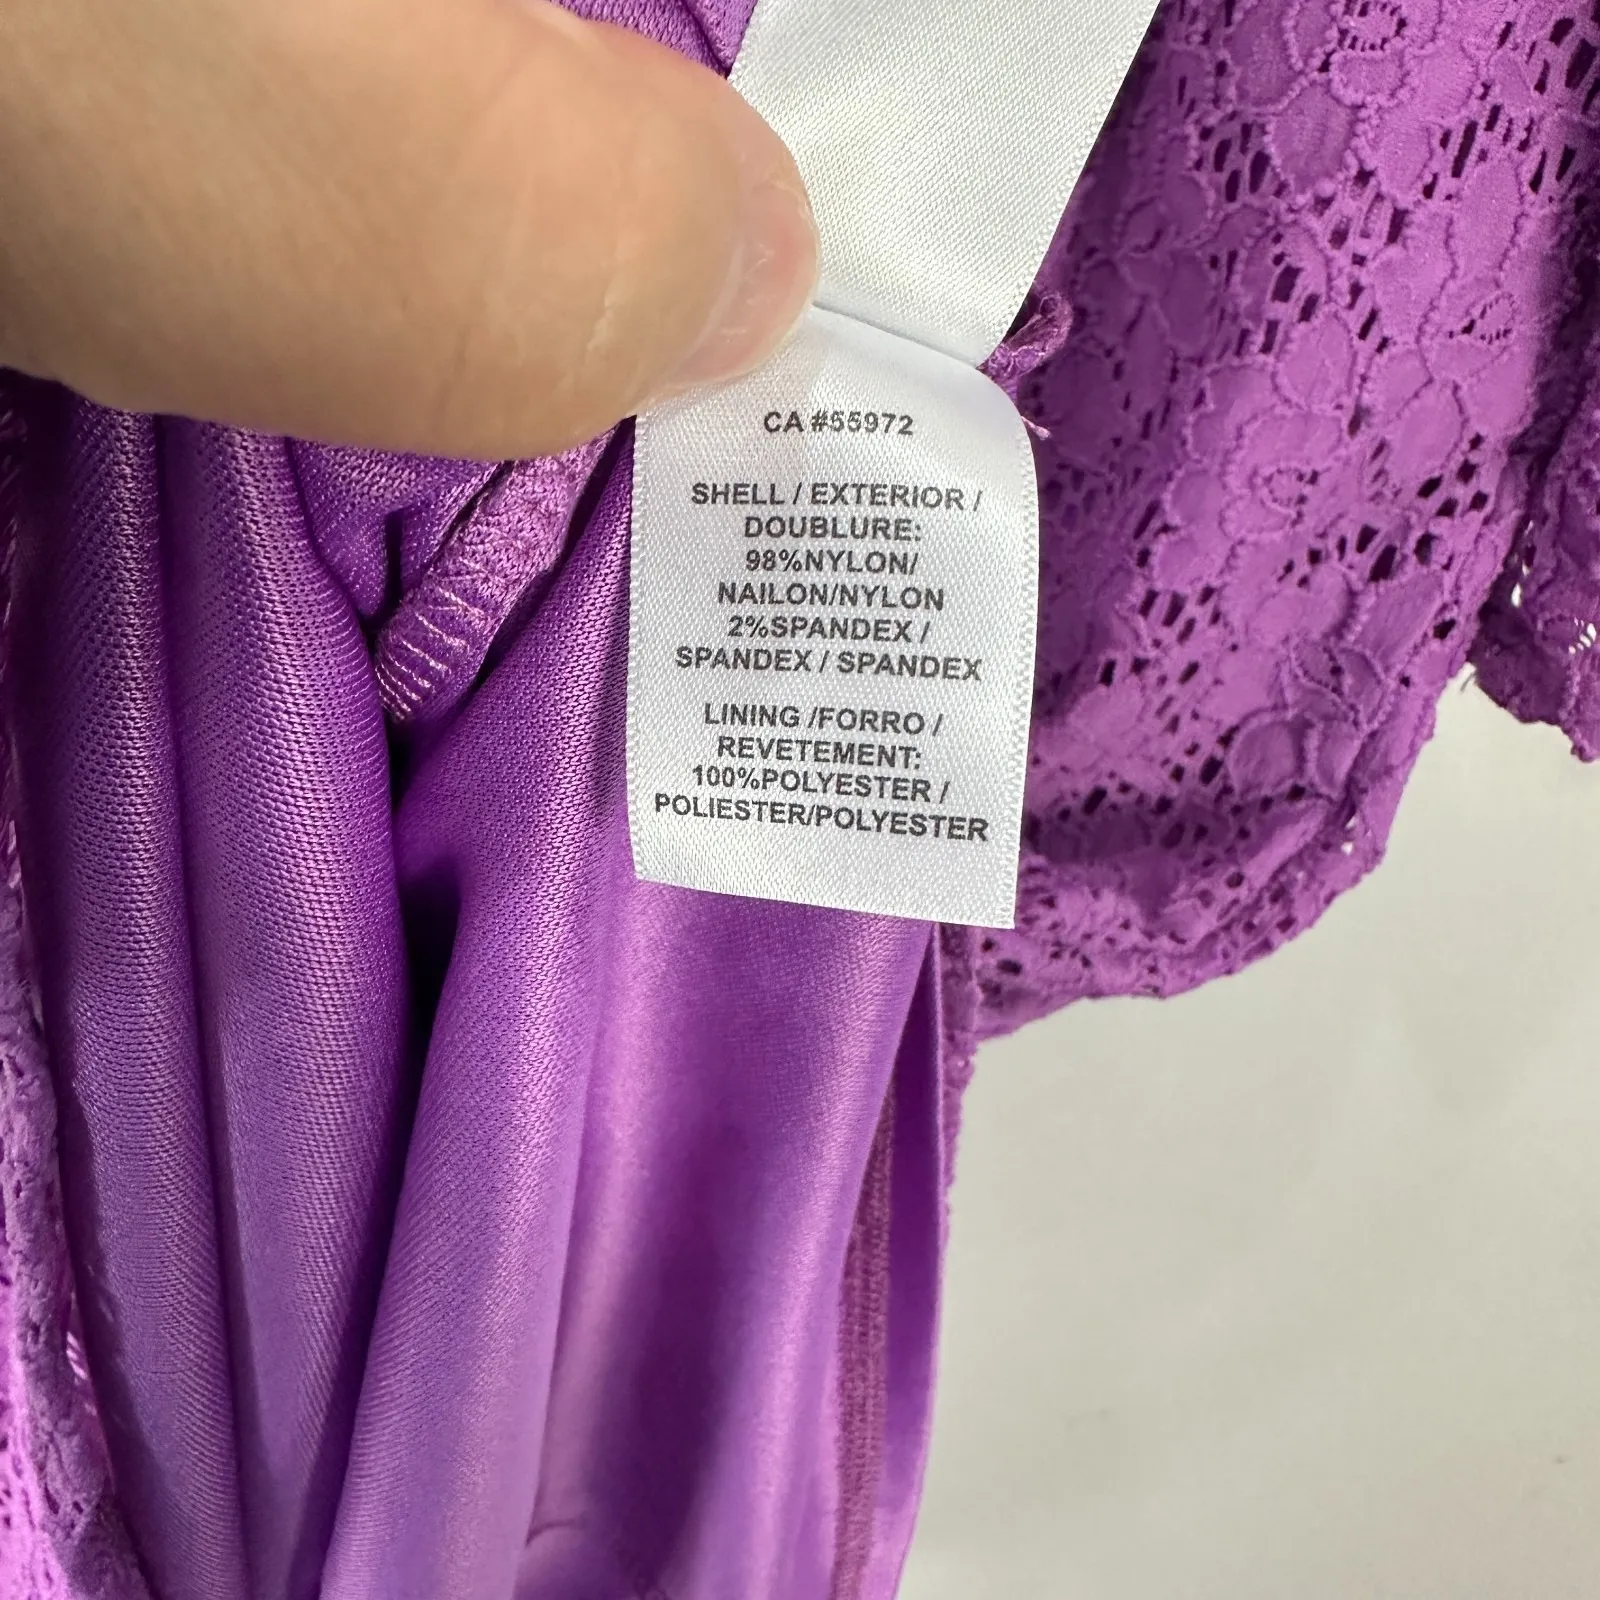 CA #55972
SHELL / EXTERIOR /
DOUBLURE:
98%NYLON/
NAILON/NYLON
2%SPANDEX /
SPANDEX / SPANDEX
LINING /FORRO /
REVETEMENT:
100%POLYESTER /
POLIESTER/POLYESTER